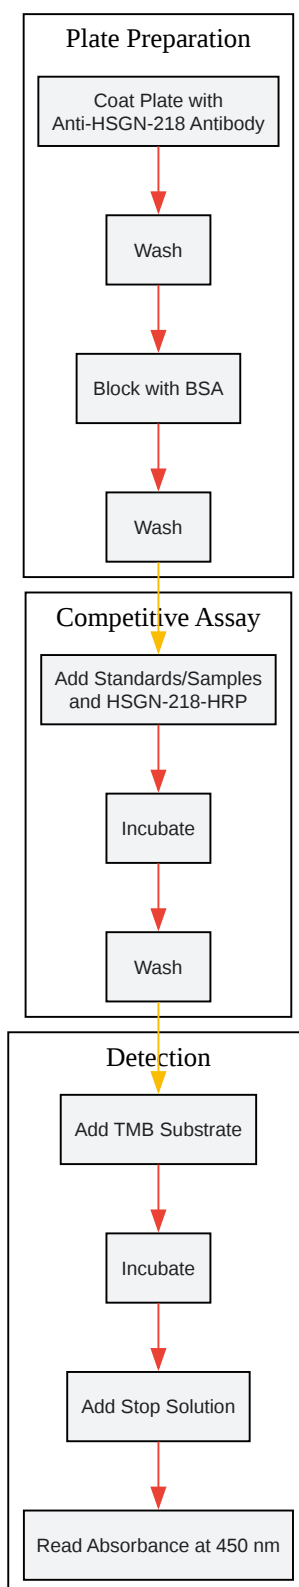 Plate Preparation
Coat Plate with
Anti-HSGN-218 Antibody
Wash
Block with BSA
Wash
Competitive Assay
Add Standards/Samples
and HSGN-218-HRP
Incubate
Wash
Detection
Add TMB Substrate
Incubate
Add Stop Solution
Read Absorbance at 450 nm